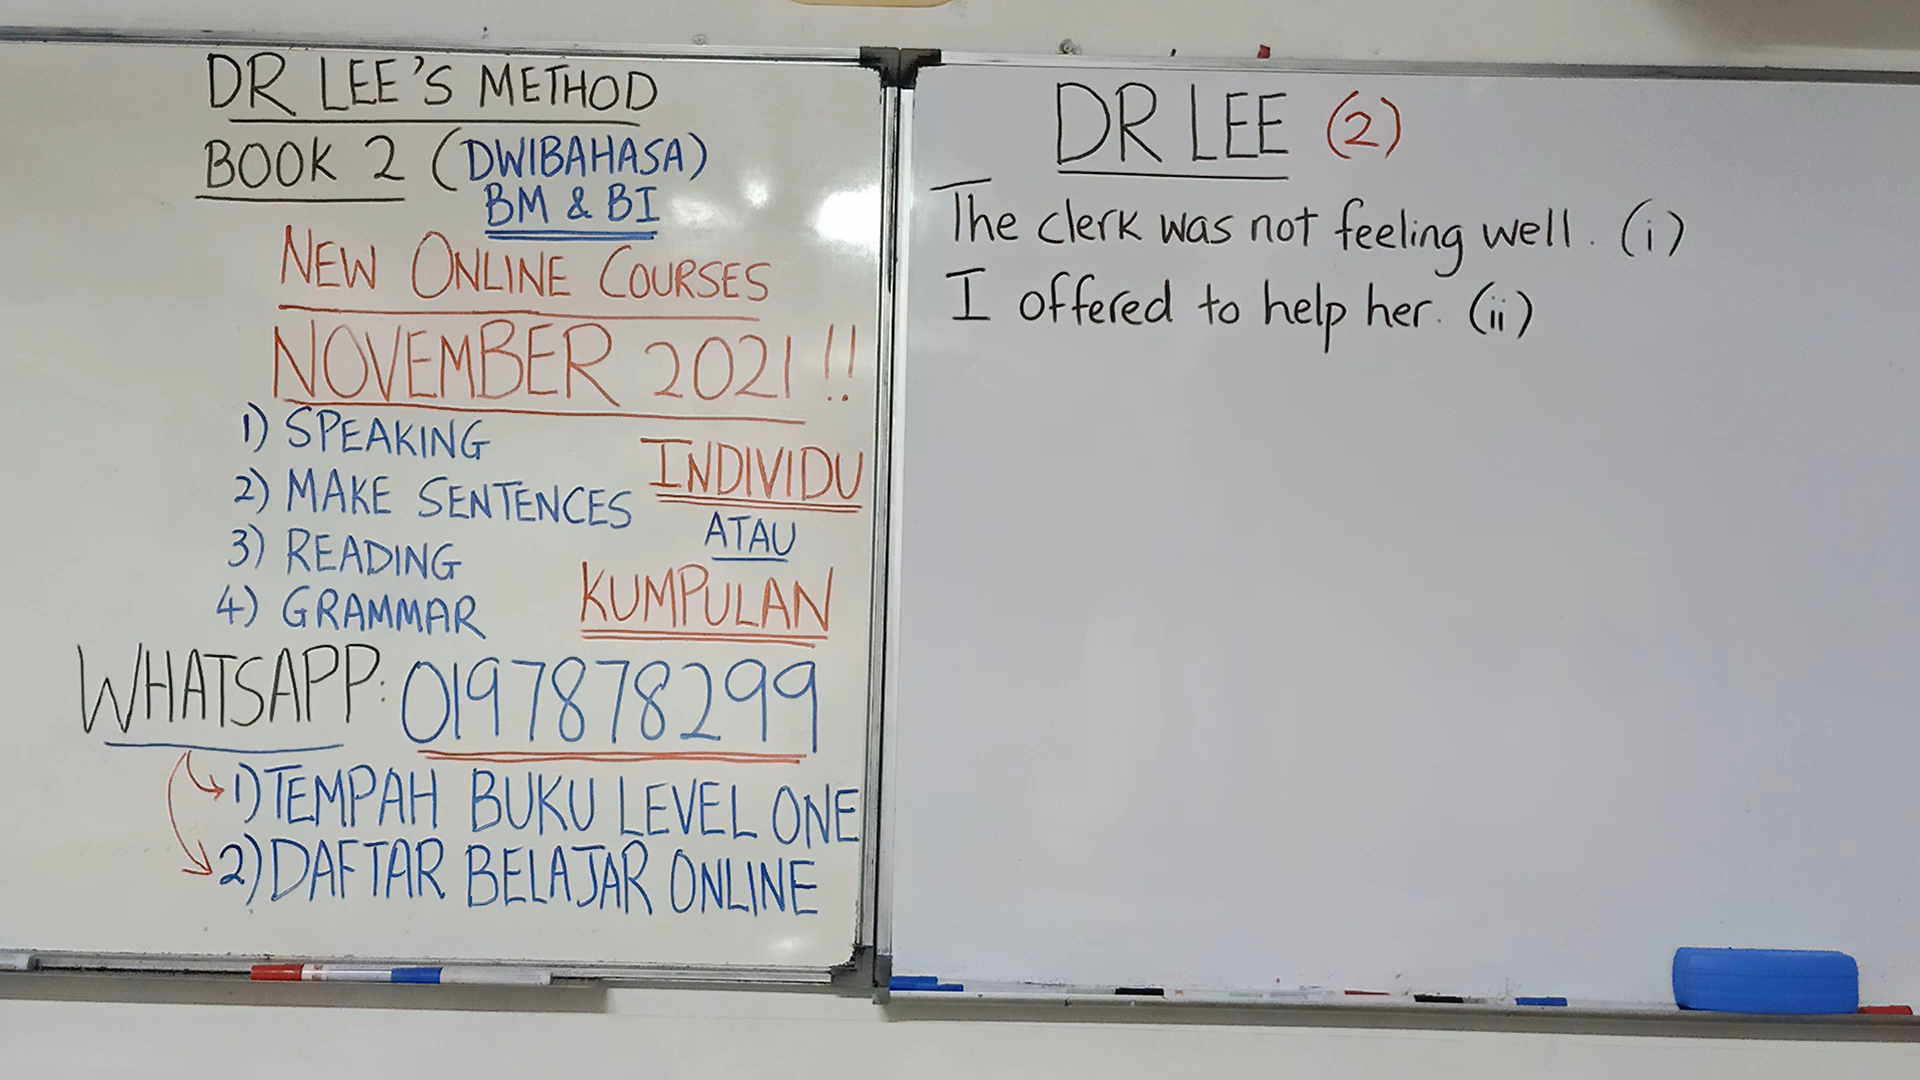 DR LEE'S METHOD
BOOK 2 (DWIBAHASA)
BM & BI
NEW ONLINE COURSES
NOVEMBER 2021!!
1) SPEAKING
2) MAKE SENTENCES
3) READING
4) GRAMMAR
INDIVIDU
ATAU
KUMPULAN
WHATSAPP: 0197878299
1) TEMPAH BUKU LEVEL ONE
2) DAFTAR BELAJAR ONLINE
DR LEE (2)
The clerk was not feeling well. (i)
I offered to help her. (ii)